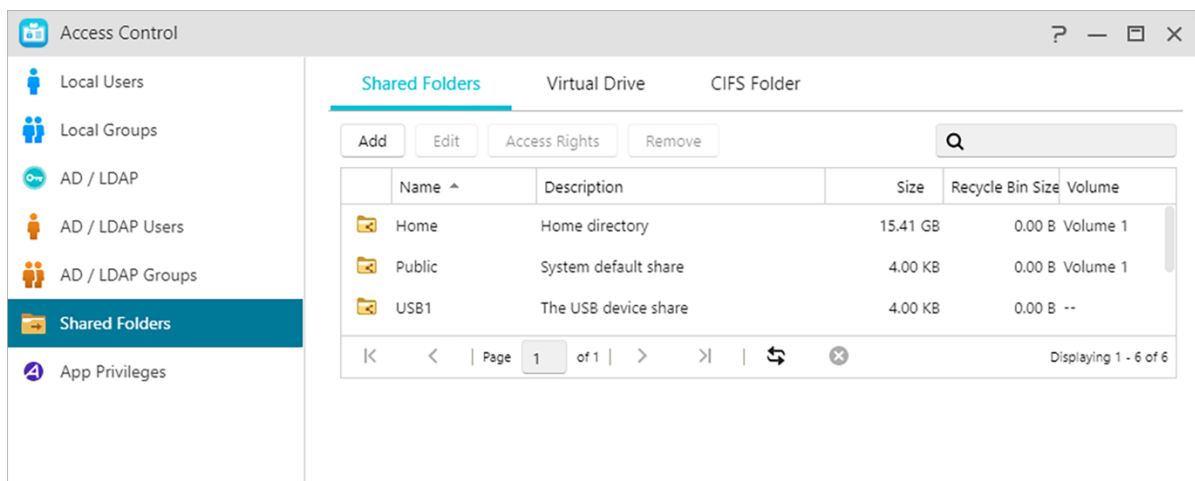 Access Control
Local Users
Local Groups
AD / LDAP
AD / LDAP Users
AD / LDAP Groups
Shared Folders
App Privileges
Shared Folders Virtual Drive CIFS Folder
Add Edit Access Rights Remove
Name Description Size Recycle Bin Size Volume
Home Home directory 15.41 GB 0.00 B Volume 1
Public System default share 4.00 KB 0.00 B Volume 1
USB1 The USB device share 4.00 KB 0.00 B --
Page 1 of 1 Displaying 1 - 6 of 6